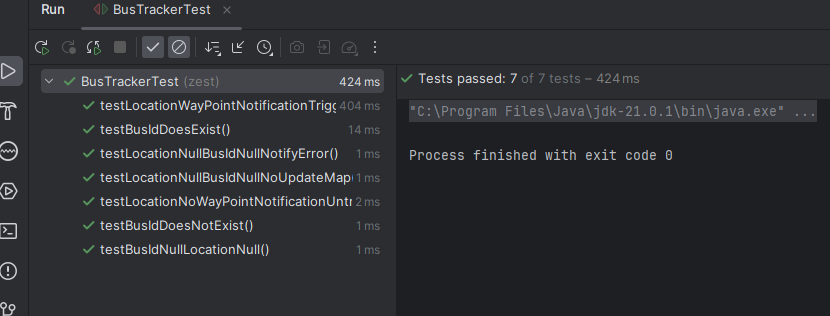 Run BusTrackerTest ×
BusTrackerTest (zest) 424 ms
testLocationWayPointNotificationTrigg 404 ms
testBusIdDoesExist() 14 ms
testLocationNullBusIdNullNotifyError() 1 ms
testLocationNullBusIdNullNoUpdateMap( 1 ms
testLocationNoWayPointNotificationUntr 2 ms
testBusIdDoesNotExist() 1 ms
testBusIdNullLocationNull() 1 ms
Tests passed: 7 of 7 tests – 424 ms
"C:\Program Files\Java\jdk-21.0.1\bin\java.exe" ...
Process finished with exit code 0